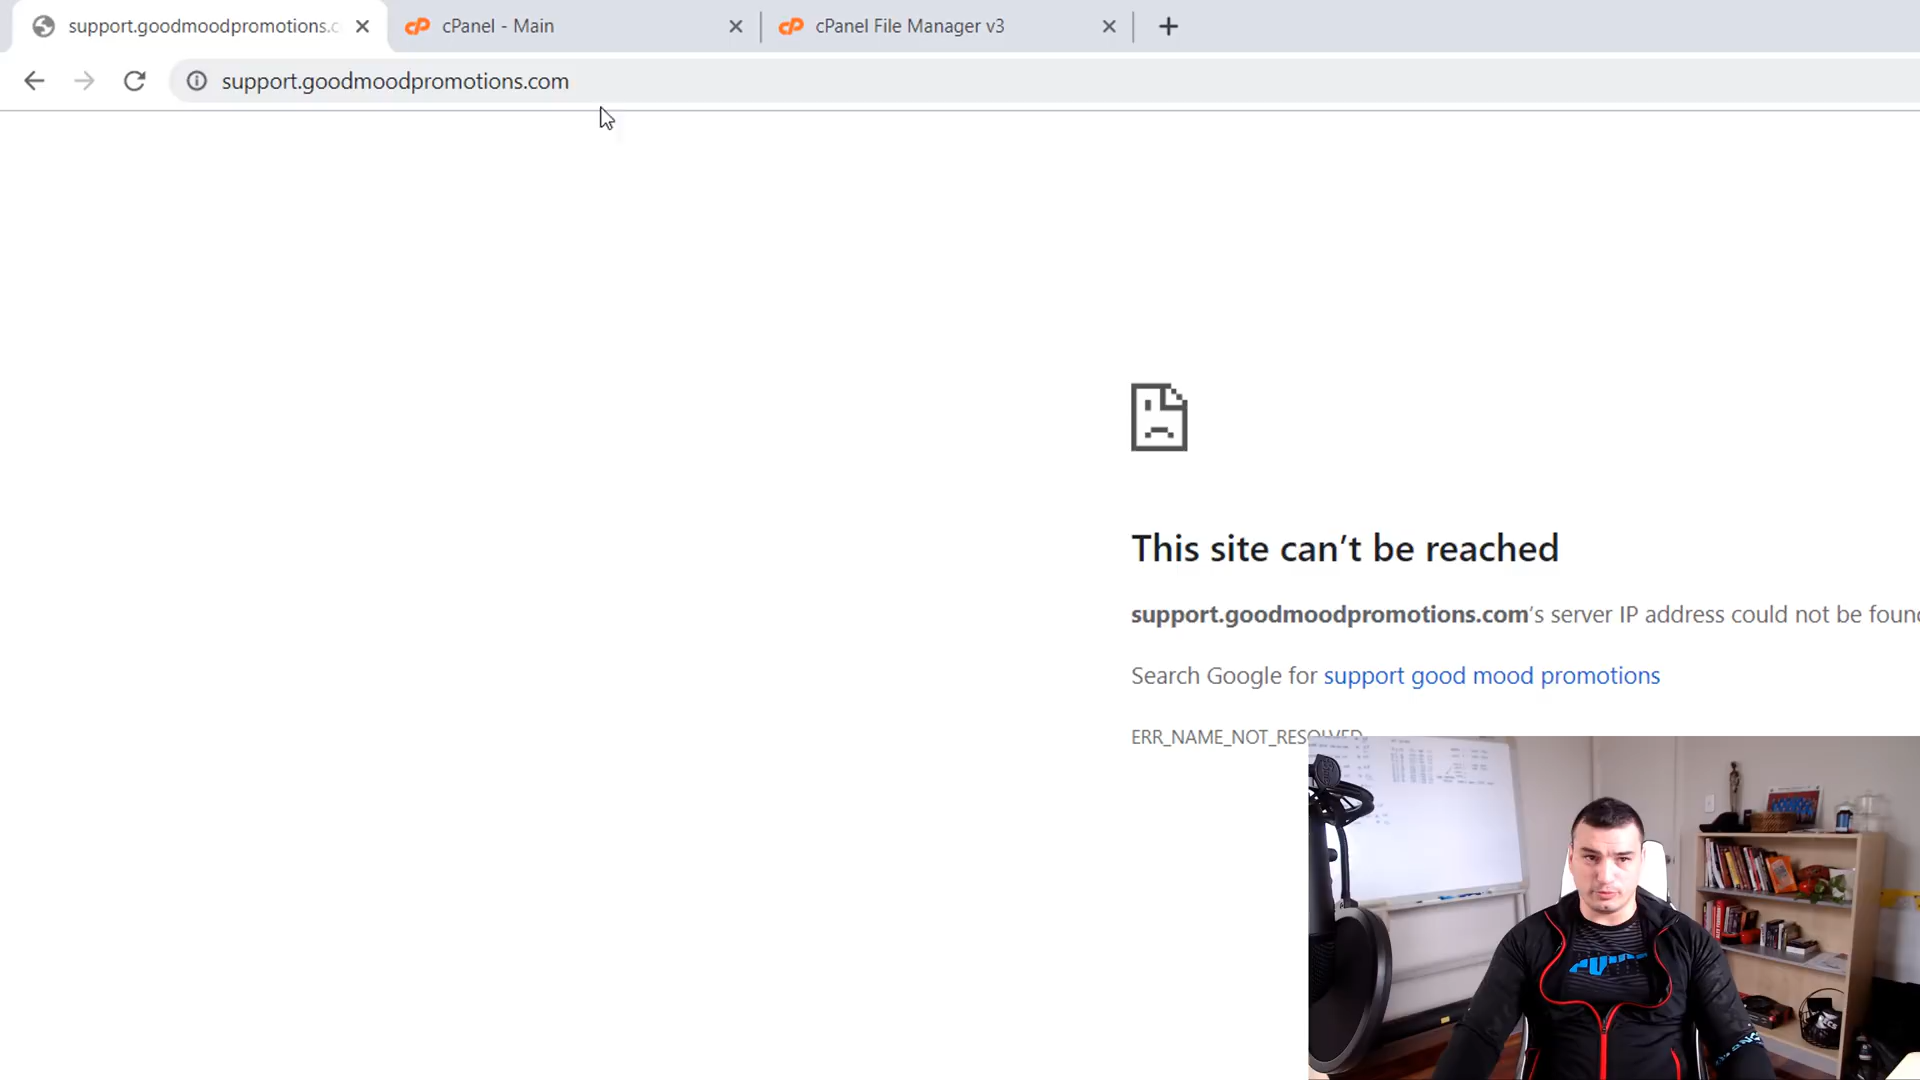 support.goodmoodpromotions.c
cPanel - Main
cPanel File Manager v3
support.goodmoodpromotions.com
This site can't be reached
support.goodmoodpromotions.com's server IP address could not be foun
Search Google for support good mood promotions
ERR_NAME_NOT_RESOLVED